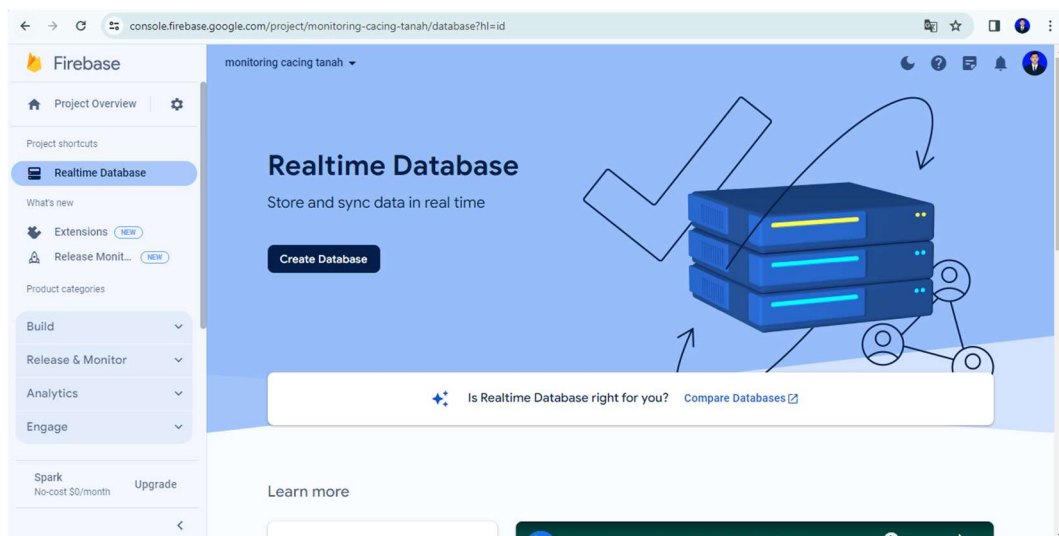 console.firebase.google.com/project/monitoring-cacing-tanah/database?hl=id
Firebase
monitoring cacing tanah
Project Overview
Project shortcuts
Realtime Database
What's new
Extensions NEW
Release Monit... NEW
Product categories
Build
Release & Monitor
Analytics
Engage
Spark
No-cost $0/month
Upgrade
Realtime Database
Store and sync data in real time
Create Database
Is Realtime Database right for you? Compare Databases
Learn more